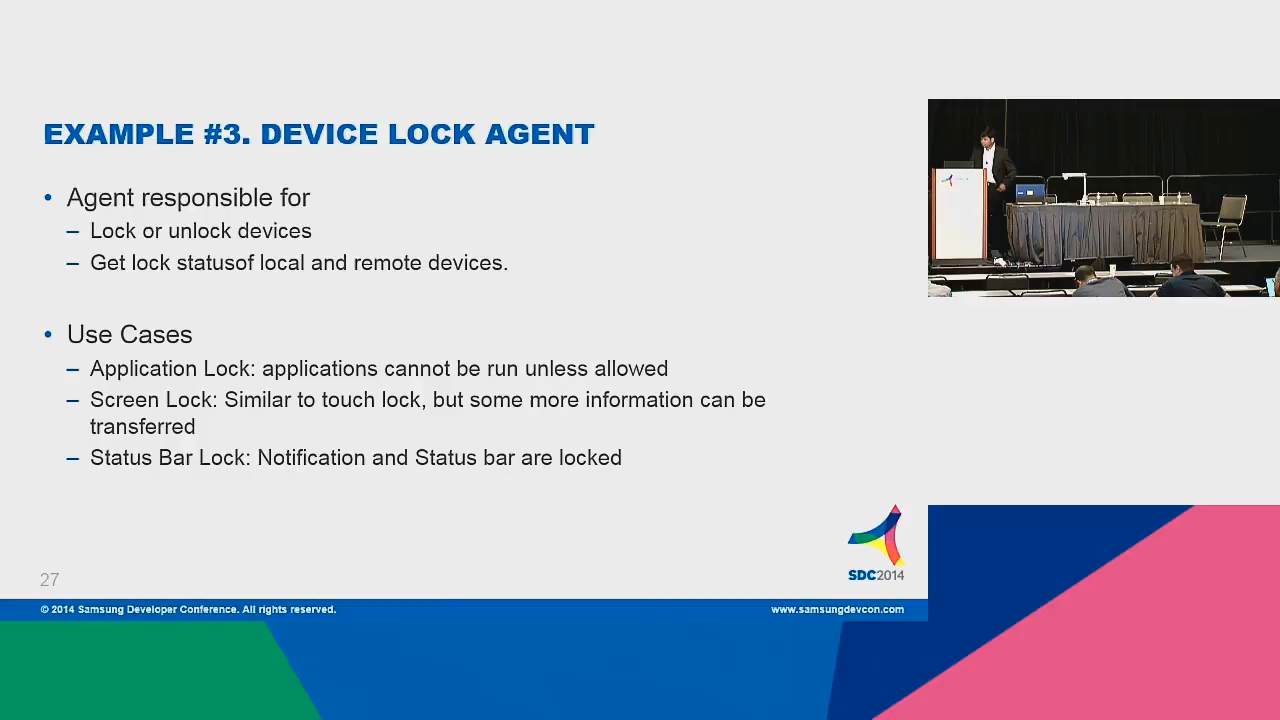 EXAMPLE #3. DEVICE LOCK AGENT
• Agent responsible for
– Lock or unlock devices
– Get lock statusof local and remote devices.
• Use Cases
– Application Lock: applications cannot be run unless allowed
– Screen Lock: Similar to touch lock, but some more information can be
transferred
– Status Bar Lock: Notification and Status bar are locked
SDC2014
27
© 2014 Samsung Developer Conference. All rights reserved.
www.samsungdevcon.com